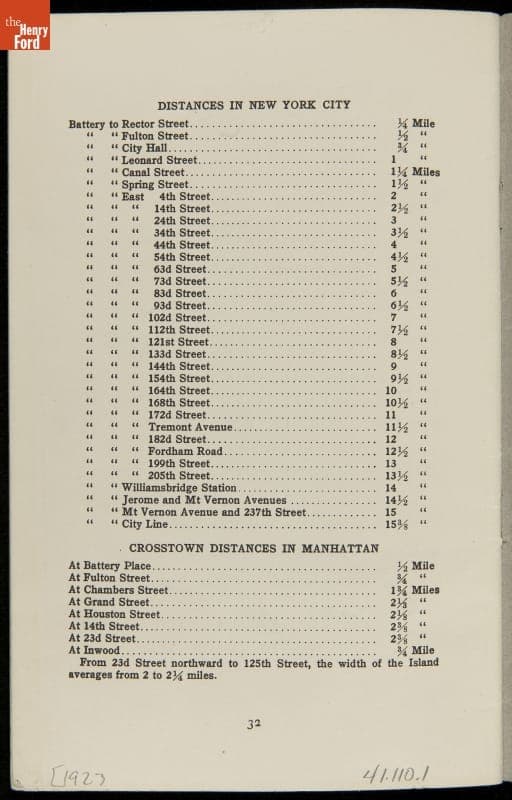 the
Henry
Ford
DISTANCES IN NEW YORK CITY
Battery to Rector Street............................... ¼ Mile
“ “ Fulton Street............................... ½ “
“ “ City Hall................................... ¾ “
“ “ Leonard Street.............................. 1 “
“ “ Canal Street................................ 1¼ Miles
“ “ Spring Street............................... 1½ “
“ “ East 4th Street............................ 2 “
“ “ “ 14th Street............................ 2½ “
“ “ “ 24th Street............................ 3 “
“ “ “ 34th Street............................ 3½ “
“ “ “ 44th Street............................ 4 “
“ “ “ 54th Street............................ 4½ “
“ “ “ 63d Street............................. 5 “
“ “ “ 73d Street............................. 5½ “
“ “ “ 83d Street............................. 6 “
“ “ “ 93d Street............................. 6½ “
“ “ “ 102d Street............................ 7 “
“ “ “ 112th Street........................... 7½ “
“ “ “ 121st Street........................... 8 “
“ “ “ 133d Street............................ 8½ “
“ “ “ 144th Street........................... 9 “
“ “ “ 154th Street........................... 9½ “
“ “ “ 164th Street........................... 10 “
“ “ “ 168th Street........................... 10½ “
“ “ “ 172d Street............................ 11 “
“ “ “ Tremont Avenue........................ 11½ “
“ “ “ 182d Street............................ 12 “
“ “ “ Fordham Road.......................... 12½ “
“ “ “ 199th Street........................... 13 “
“ “ “ 205th Street........................... 13½ “
“ “ Williamsbridge Station....................... 14 “
“ “ Jerome and Mt Vernon Avenues .............. 14½ “
“ “ Mt Vernon Avenue and 237th Street............ 15 “
“ “ City Line................................... 15⅜ “
CROSSTOWN DISTANCES IN MANHATTAN
At Battery Place..................................... ½ Mile
At Fulton Street..................................... ¾ “
At Chambers Street................................... 1¾ Miles
At Grand Street...................................... “
At Houston Street.................................... “
At 14th Street....................................... 2⅜ “
At 23d Street........................................ 2⅝ “
At Inwood............................................ ¾ Mile
From 23d Street northward to 125th Street, the width of the Island
averages from 2 to 2¼ miles.
32
[1923
41.110.1